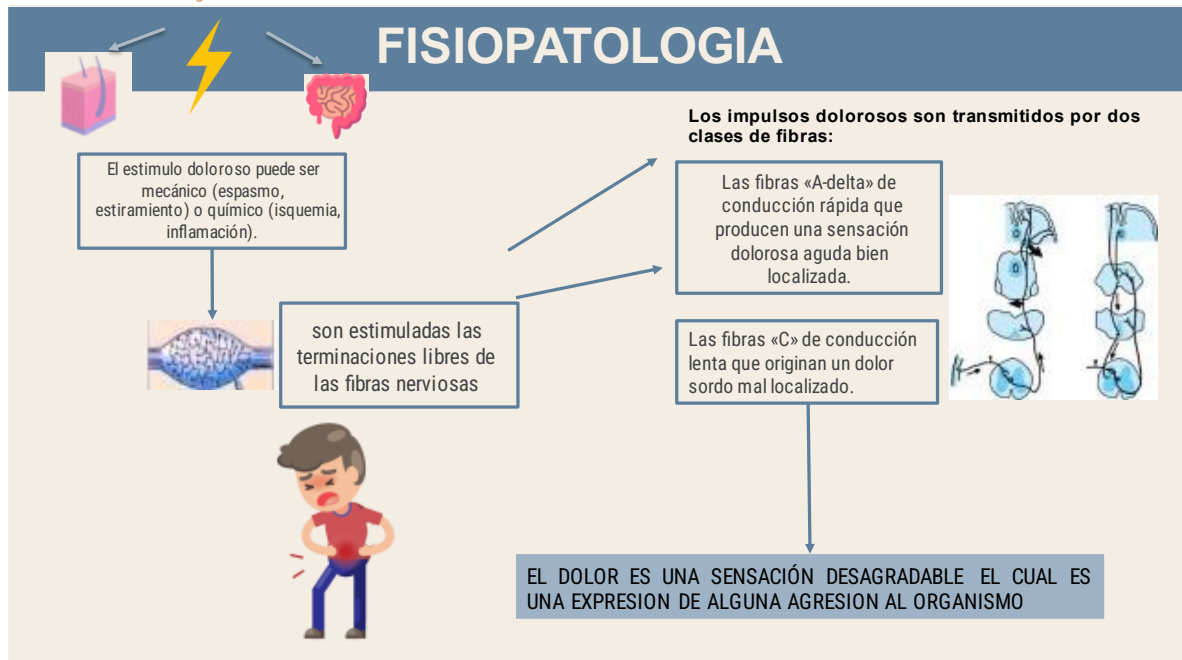 FISIOPATOLOGIA
El estimulo doloroso puede ser
mecánico (espasmo,
estiramiento) o químico (isquemia,
inflamación).
son estimuladas las
terminaciones libres de
las fibras nerviosas
Los impulsos dolorosos son transmitidos por dos
clases de fibras:
Las fibras «A-delta» de
conducción rápida que
producen una sensación
dolorosa aguda bien
localizada.
Las fibras «C» de conducción
lenta que originan un dolor
sordo mal localizado.
EL DOLOR ES UNA SENSACIÓN DESAGRADABLE EL CUAL ES
UNA EXPRESION DE ALGUNA AGRESION AL ORGANISMO